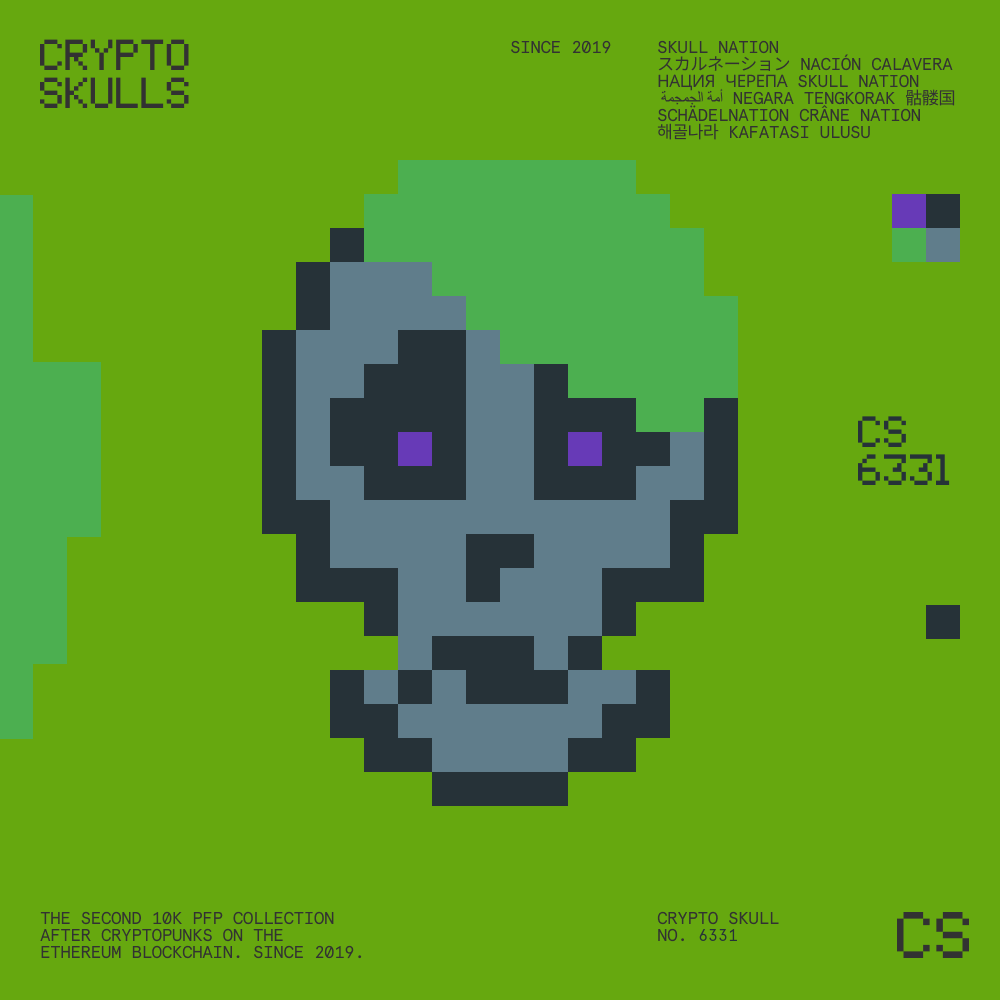 CRYPTO
SKULLS
SINCE 2019
SKULL NATION
スカルネーション NACIÓN CALAVERA
НАЦИЯ ЧЕРЕПА SKULL NATION
أمة الجمجمة NEGARA TENGKORAK 骷髅国
SCHÄDELNATION CRÂNE NATION
해골나라 KAFATASI ULUSU
CS
6331
THE SECOND 10K PFP COLLECTION
AFTER CRYPTOPUNKS ON THE
ETHEREUM BLOCKCHAIN. SINCE 2019.
CRYPTO SKULL
NO. 6331
CS